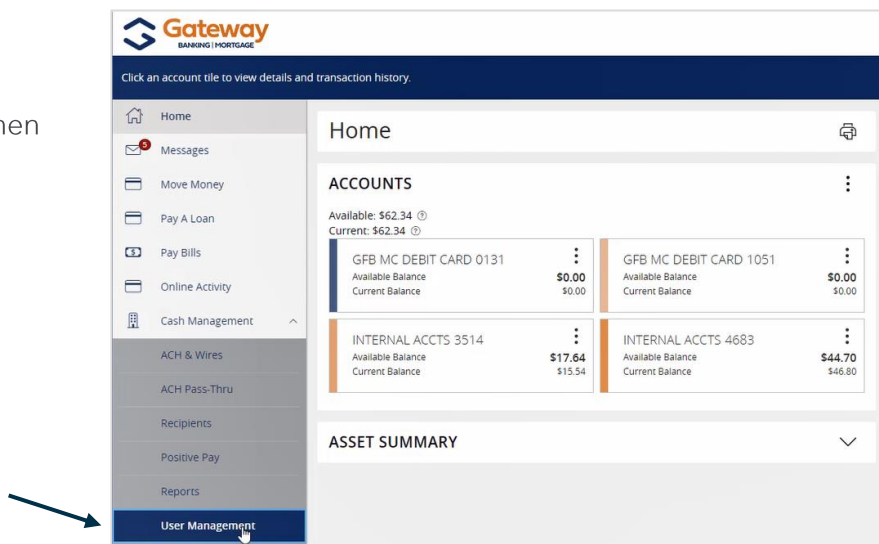 Gateway
BANKING | MORTGAGE
Click an account tile to view details and transaction history.
Home
5
Messages
Move Money
Pay A Loan
Pay Bills
Online Activity
Cash Management
ACH & Wires
ACH Pass-Thru
Recipients
Positive Pay
Reports
User Management
Home
ACCOUNTS
Available: $62.34
Current: $62.34
GFB MC DEBIT CARD 0131
Available Balance $0.00
Current Balance $0.00
GFB MC DEBIT CARD 1051
Available Balance $0.00
Current Balance $0.00
INTERNAL ACCTS 3514
Available Balance $17.64
Current Balance $15.54
INTERNAL ACCTS 4683
Available Balance $44.70
Current Balance $46.80
ASSET SUMMARY